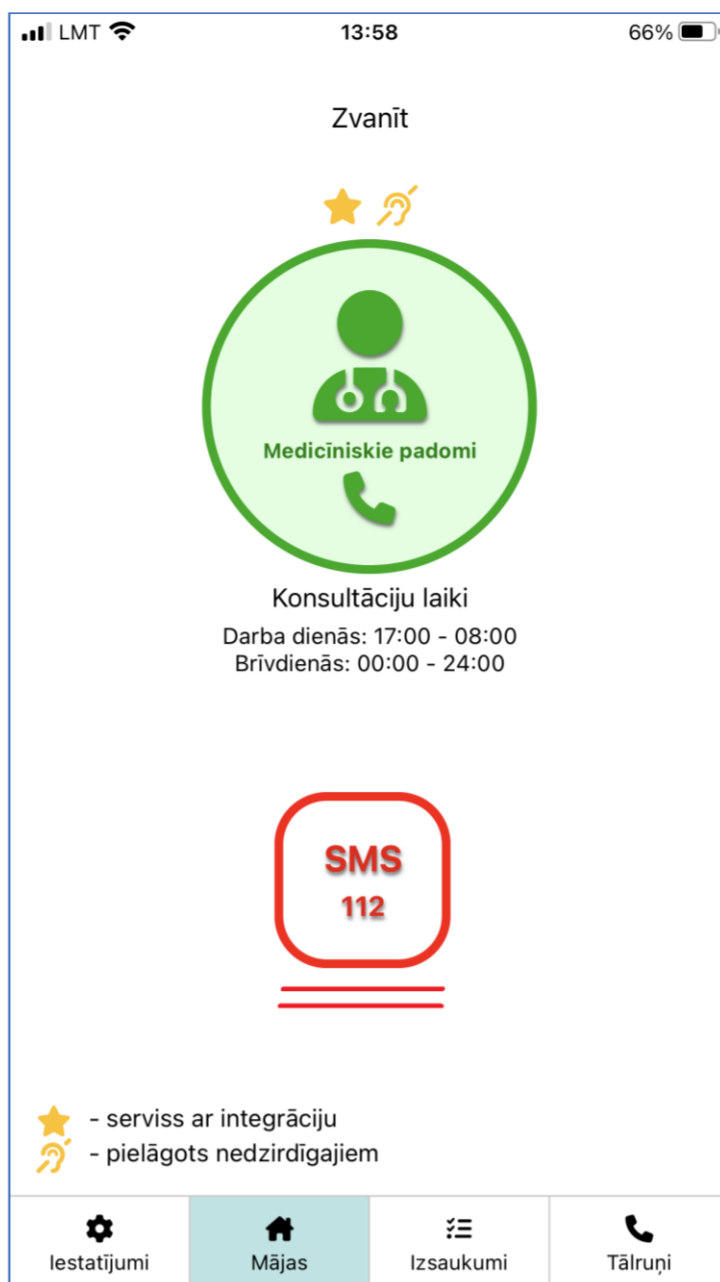 LMT 13:58 66%
Zvanīt
Medicīniskie padomi
Konsultāciju laiki
Darba dienās: 17:00 - 08:00
Brīvdienās: 00:00 - 24:00
SMS
112
- serviss ar integrāciju
- pielāgots nedzirdīgajiem
Iestatījumi Mājas Izsaukumi Tālruņi